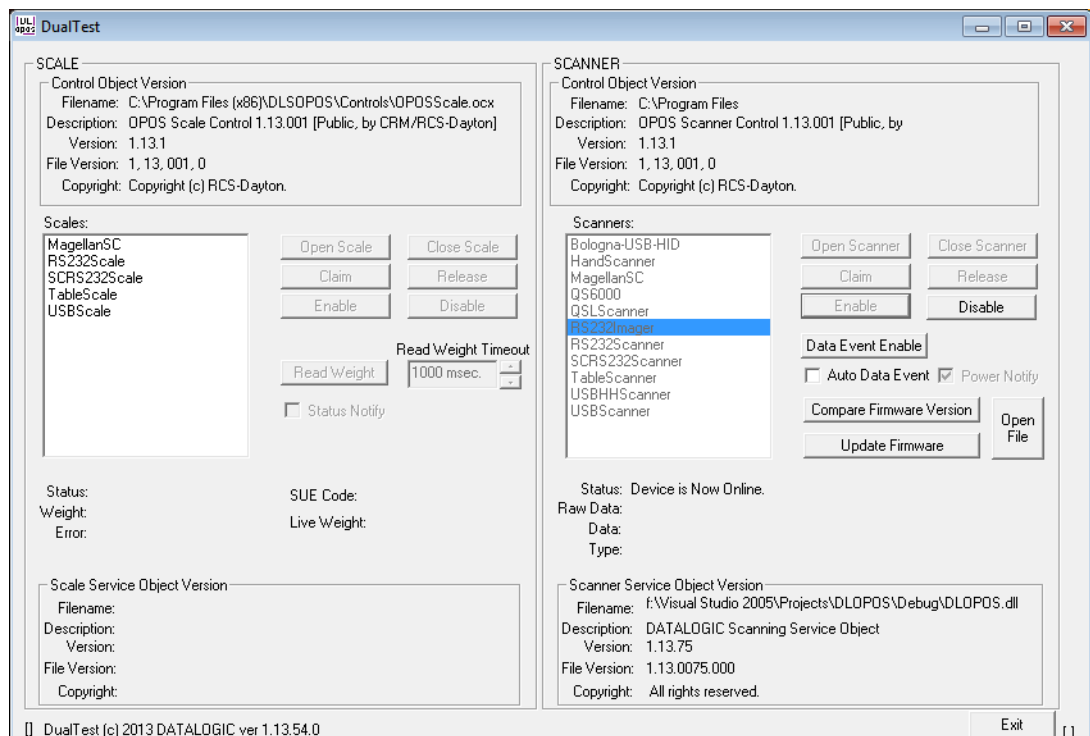 UL
opos DualTest
SCALE
Control Object Version
Filename: C:\Program Files (x86)\DLSOPOS\Controls\OPOSScale.ocx
Description: OPOS Scale Control 1.13.001 [Public, by CRM/RCS-Dayton]
Version: 1.13.1
File Version: 1, 13, 001, 0
Copyright: Copyright (c) RCS-Dayton.
Scales:
MagellanSC
RS232Scale
SCRS232Scale
TableScale
USBScale
Open Scale Close Scale
Claim Release
Enable Disable
Read Weight Timeout
Read Weight 1000 msec.
Status Notify
Status:
Weight:
Error:
SUE Code:
Live Weight:
Scale Service Object Version
Filename:
Description:
Version:
File Version:
Copyright:
SCANNER
Control Object Version
Filename: C:\Program Files
Description: OPOS Scanner Control 1.13.001 [Public, by
Version: 1.13.1
File Version: 1, 13, 001, 0
Copyright: Copyright (c) RCS-Dayton.
Scanners:
Bologna-USB-HID
HandScanner
MagellanSC
QS6000
QSLScanner
RS232Imager
RS232Scanner
SCRS232Scanner
TableScanner
USBHHScanner
USBScanner
Open Scanner Close Scanner
Claim Release
Enable Disable
Data Event Enable
Auto Data Event Power Notify
Compare Firmware Version
Update Firmware
Open
File
Status: Device is Now Online.
Raw Data:
Data:
Type:
Scanner Service Object Version
Filename: f:\Visual Studio 2005\Projects\DLOPOS\Debug\DLOPOS.dll
Description: DATALOGIC Scanning Service Object
Version: 1.13.75
File Version: 1.13.0075.000
Copyright: All rights reserved.
[] DualTest (c) 2013 DATALOGIC ver 1.13.54.0
Exit
[ ]